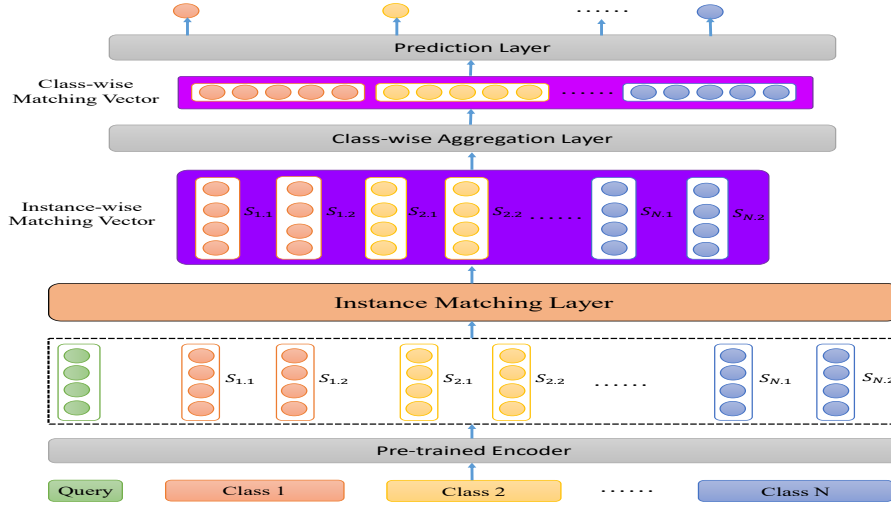 ......
Prediction Layer
Class-wise
Matching Vector
......
Class-wise Aggregation Layer
Instance-wise
Matching Vector
S1.1 S1.2 S2.1 S2.2 ...... SN.1 SN.2
Instance Matching Layer
S1.1 S1.2 S2.1 S2.2 ...... SN.1 SN.2
Pre-trained Encoder
Query Class 1 Class 2 ...... Class N